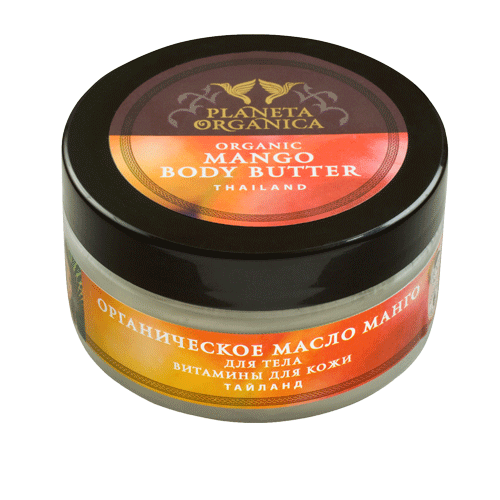 PLANETA
ORGANICA
ORGANIC
MANGO
BODY BUTTER
THAILAND
ОРГАНИЧЕСКОЕ МАСЛО МАНГО
ДЛЯ ТЕЛА
ВИТАМИНЫ ДЛЯ КОЖИ
ТАЙЛАНД